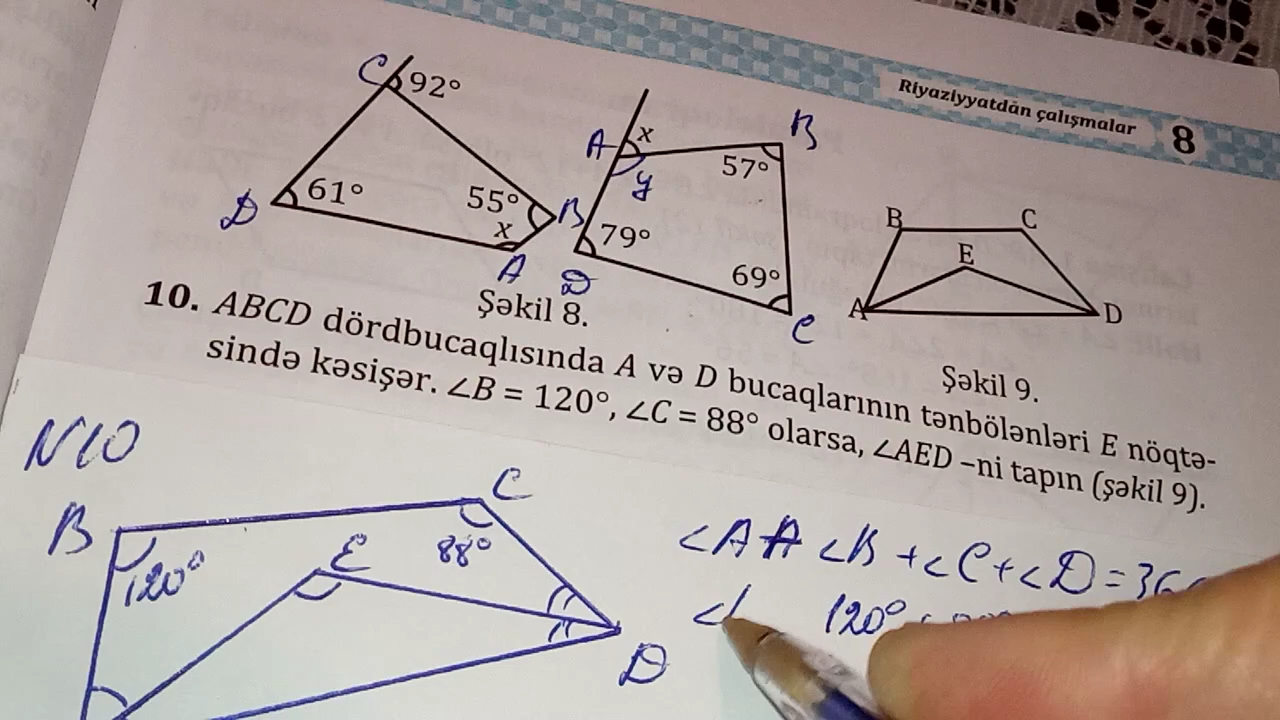 Riyaziyyatdan çalışmalar 8
C 92°
D 61° 55° B
x
A
A x B
y 57°
79° 69°
D C
B C
E
A D
Şəkil 8.
Şəkil 9.
10. ABCD dördbucaqlısında A və D bucaqlarının tənbölənləri E nöqtə-
sində kəsişər. ∠B = 120°, ∠C = 88° olarsa, ∠AED –ni tapın (şəkil 9).
N10
B C
120° E 88°
D
∠A + ∠B + ∠C + ∠D = 36
∠ 120° +